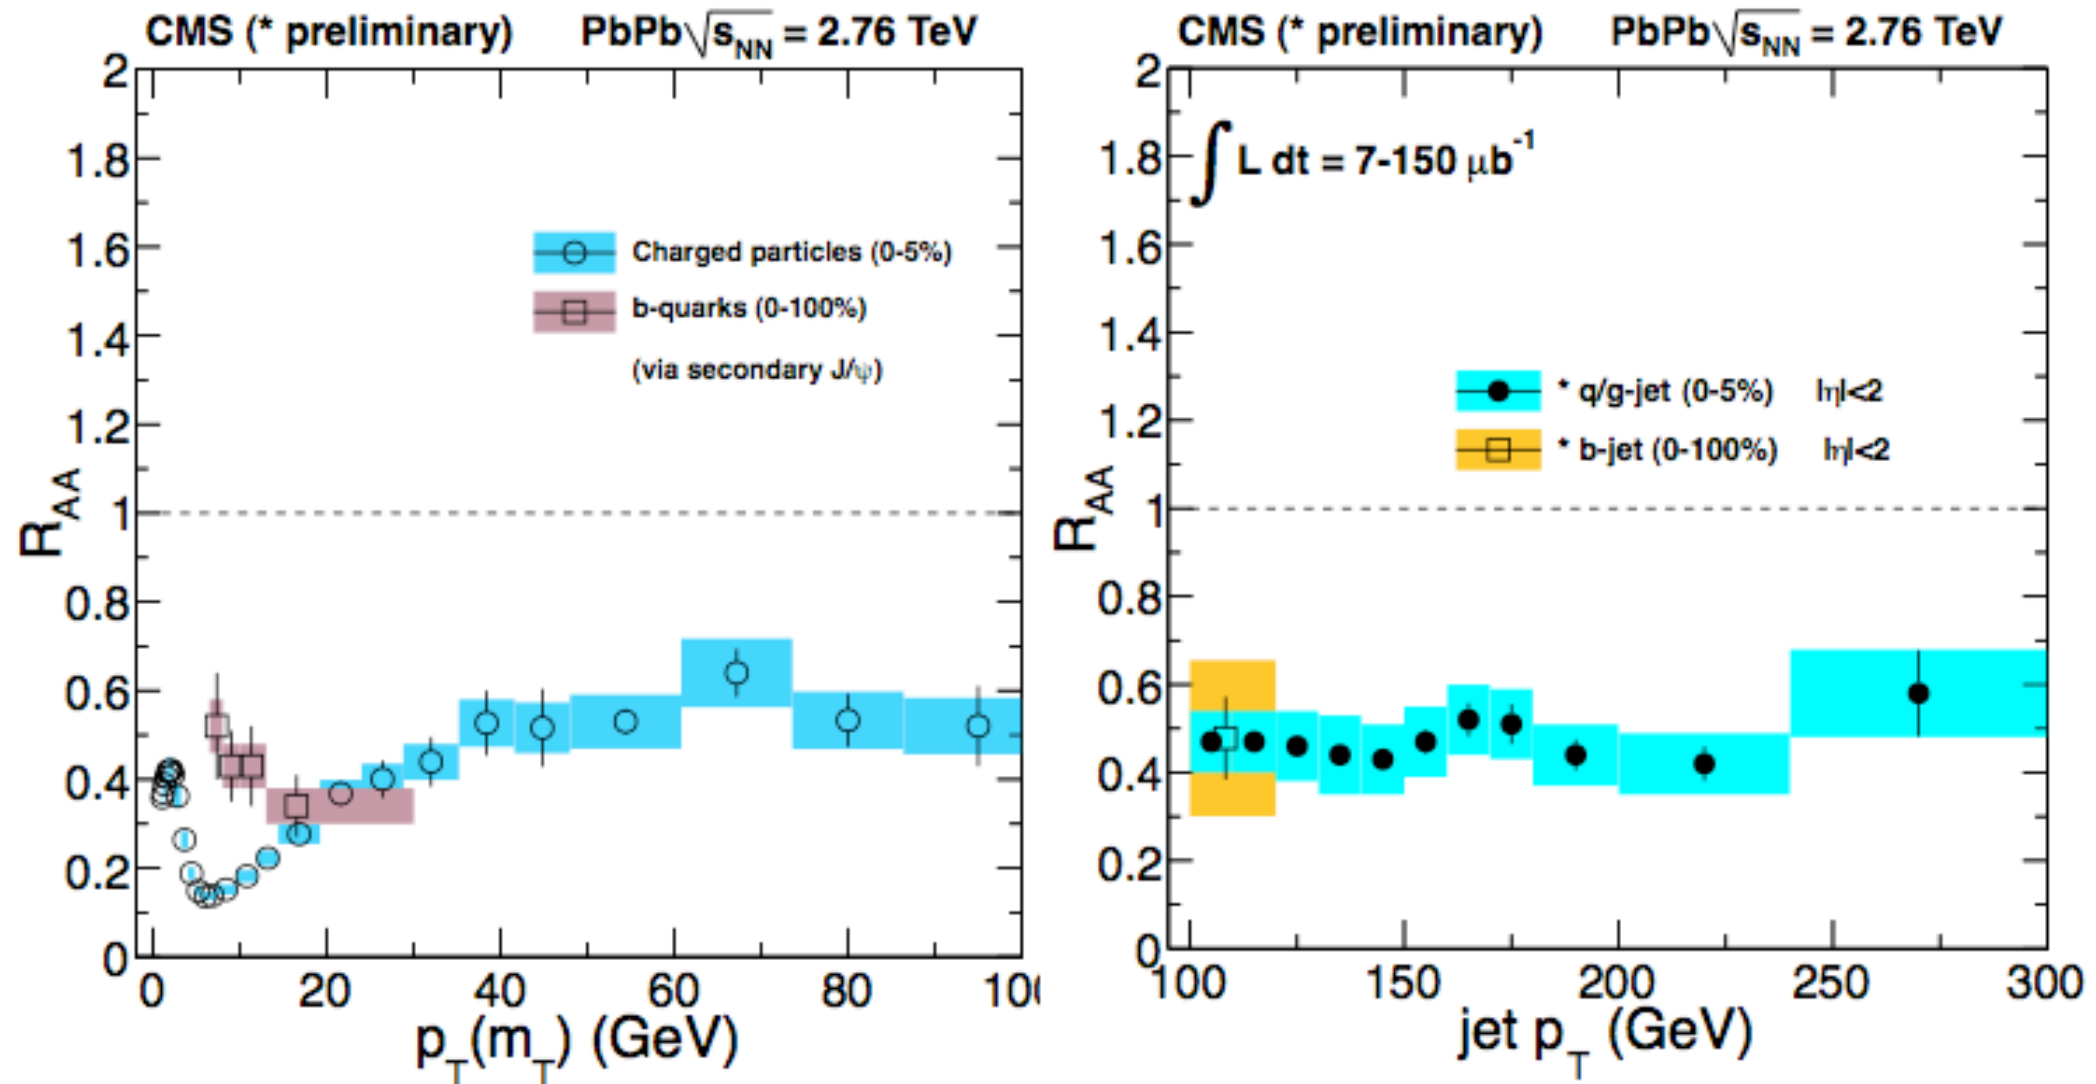 CMS (* preliminary) PbPb√s_NN = 2.76 TeV
2
1.8
1.6
1.4
1.2
1
0.8
0.6
0.4
0.2
0
R_AA
Charged particles (0-5%)
b-quarks (0-100%)
(via secondary J/ψ)
0 20 40 60 80
p_T(m_T) (GeV)
CMS (* preliminary) PbPb√s_NN = 2.76 TeV
2
1.8
1.6
1.4
1.2
1
0.8
0.6
0.4
0.2
0
R_AA
∫ L dt = 7-150 μb^-1
* q/g-jet (0-5%) |η|<2
* b-jet (0-100%) |η|<2
100 150 200 250 300
jet p_T (GeV)